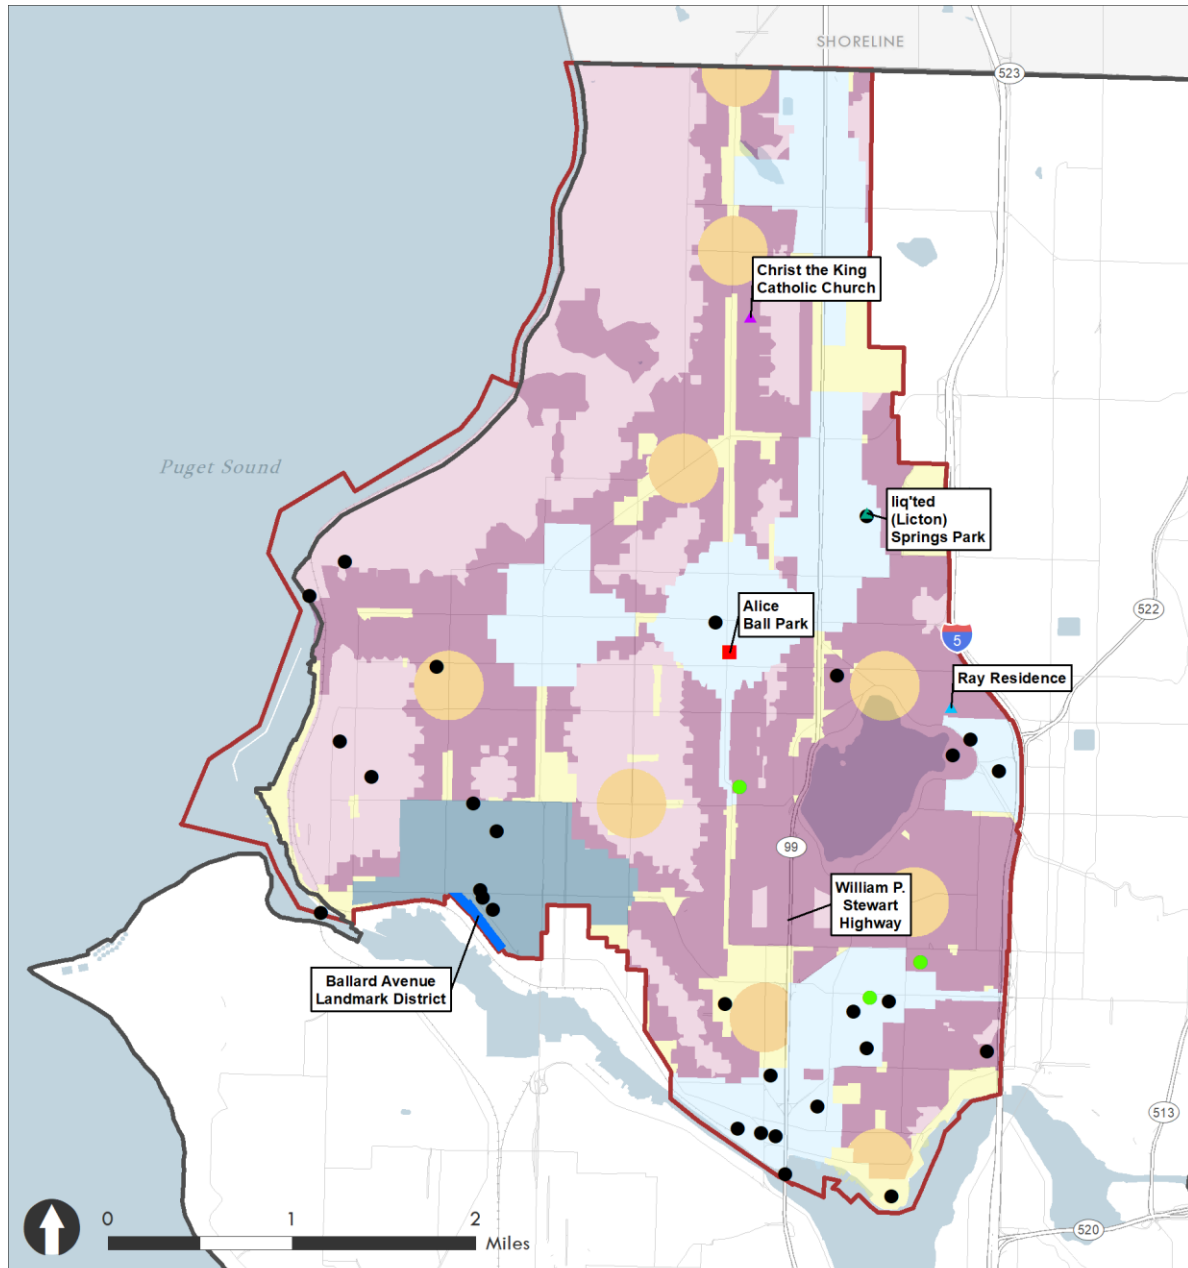 SHORELINE
523
Christ the King
Catholic Church
Puget Sound
liq'ted
(Licton)
Springs Park
Alice
Ball Park
522
5
Ray Residence
99
William P.
Stewart
Highway
Ballard Avenue
Landmark District
513
520
0 1 2
Miles